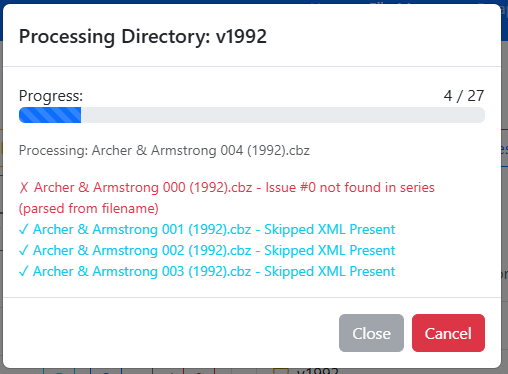 Processing Directory: v1992
Progress: 4 / 27
Processing: Archer & Armstrong 004 (1992).cbz
✗ Archer & Armstrong 000 (1992).cbz - Issue #0 not found in series
(parsed from filename)
✓ Archer & Armstrong 001 (1992).cbz - Skipped XML Present
✓ Archer & Armstrong 002 (1992).cbz - Skipped XML Present
✓ Archer & Armstrong 003 (1992).cbz - Skipped XML Present
Close Cancel
v1992